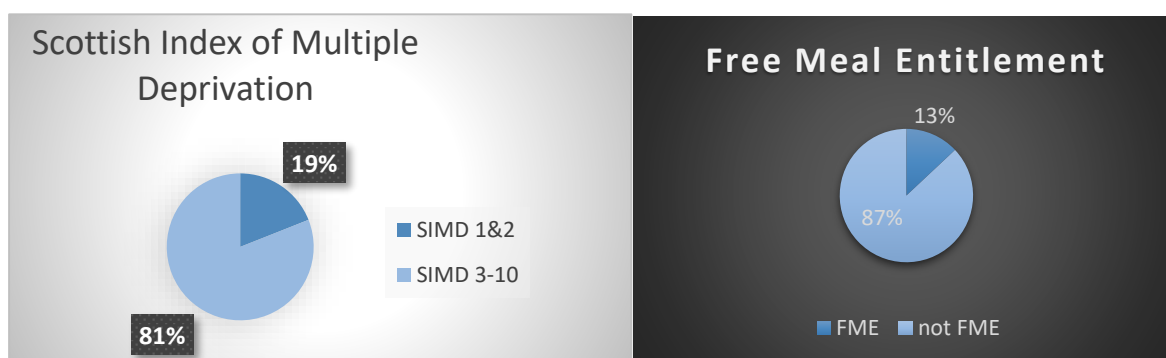 Scottish Index of Multiple
Deprivation
19%
SIMD 1&2
SIMD 3-10
81%
Free Meal Entitlement
13%
87%
FME not FME